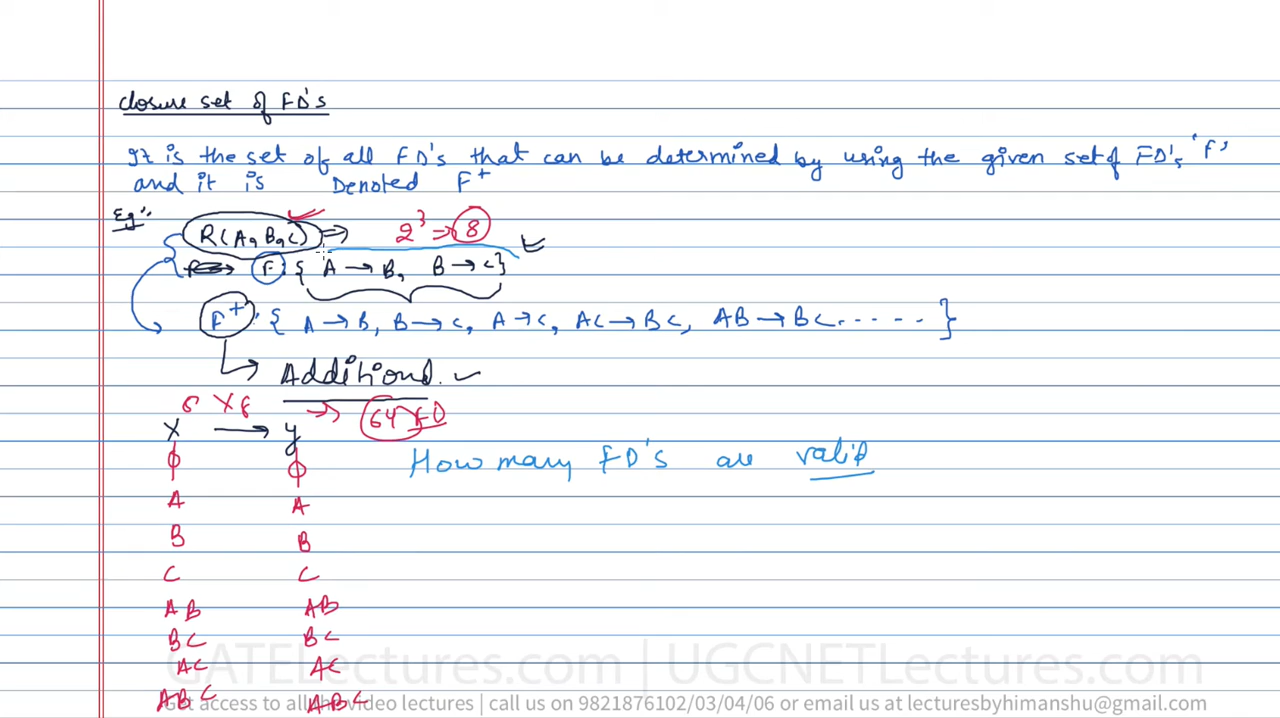 closure set of FD's
It is the set of all FD's that can be determined by using the given set of FD's 'F'
and it is Denoted F⁺
Eg:
R(A, B, C) ⇒ 2³ ⇒ 8
F: { A → B, B → C}
F⁺: { A → B, B → C, A → C, AC → BC, AB → BC ...... }
Additional.
8 X 8 → 64 FD
X → y
How many FD's are valid
ϕ ϕ
A A
B B
C C
AB AB
BC BC
AC AC
ABC ABC
GATELectures.com | UGCNETLectures.com
Get access to all the video lectures | call us on 9821876102/03/04/06 or email us at lecturesbyhimanshu@gmail.com